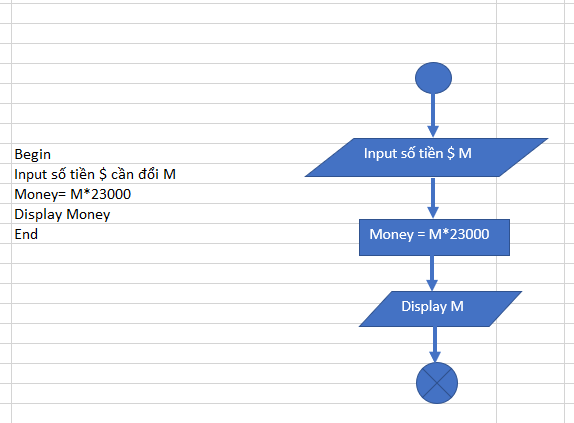 Begin
Input số tiền $ cần đổi M
Money= M*23000
Display Money
End
Input số tiền $ M
Money = M*23000
Display M